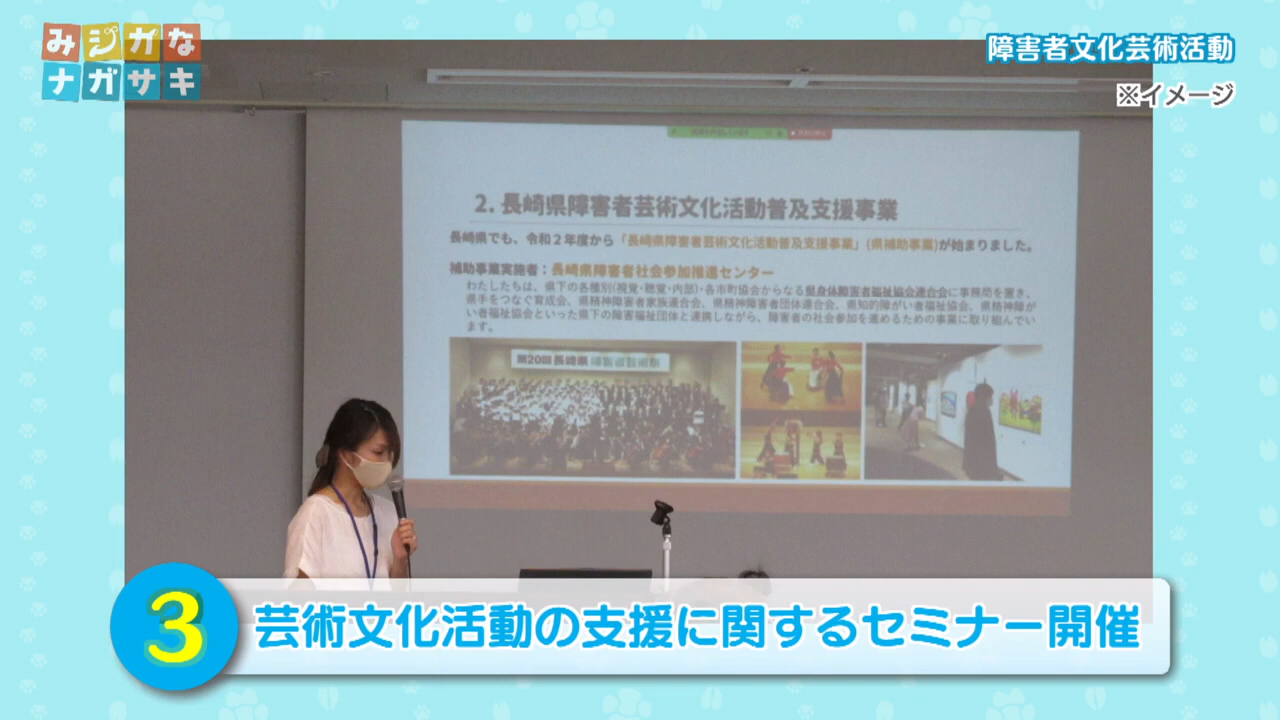 みジカな
ナガサキ
障害者文化芸術活動
※イメージ
2. 長崎県障害者芸術文化活動普及支援事業
長崎県でも、令和２年度から「長崎県障害者芸術文化活動普及支援事業」(県補助事業)が始まりました。
補助事業実施者：長崎県障害者社会参加推進センター
わたしたちは、県下の各種別(視覚・聴覚・内部)・各市町協会からなる県身体障害者福祉協会連合会に事務局を置き、
県手をつなぐ育成会、県精神障害者家族連合会、県精神障害者団体連合会、県知的障がい者福祉協会、県精神障が
い者福祉協会といった県下の障害福祉団体と連携しながら、障害者の社会参加を進めるための事業に取り組んでい
ます。
第20回 長崎県 障害者芸術祭
3
芸術文化活動の支援に関するセミナー開催